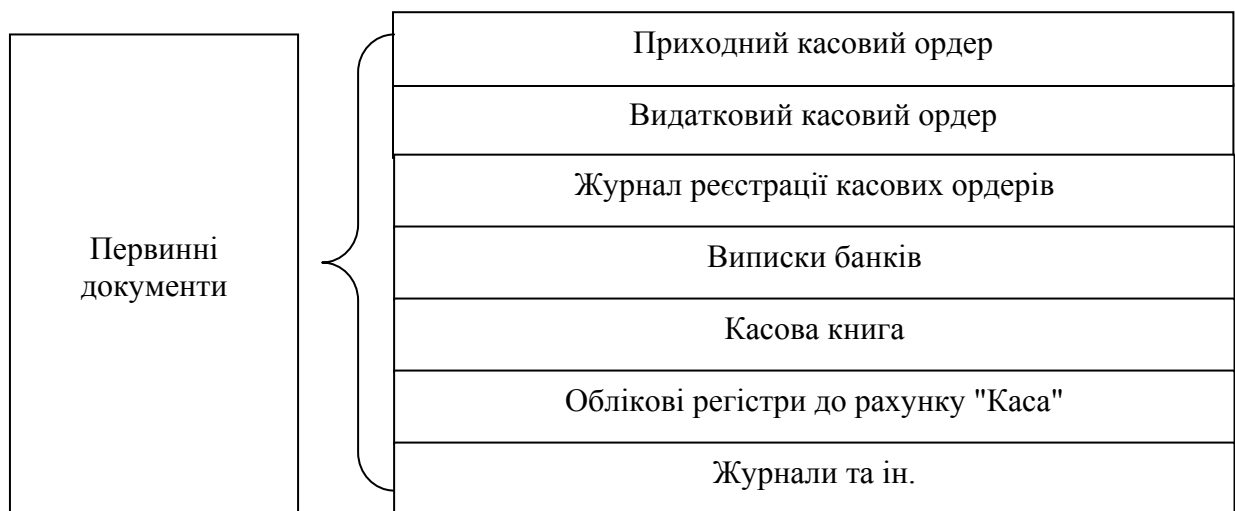 Первинні
документи
Приходний касовий ордер
Видатковий касовий ордер
Журнал реєстрації касових ордерів
Виписки банків
Касова книга
Облікові регістри до рахунку "Каса"
Журнали та ін.